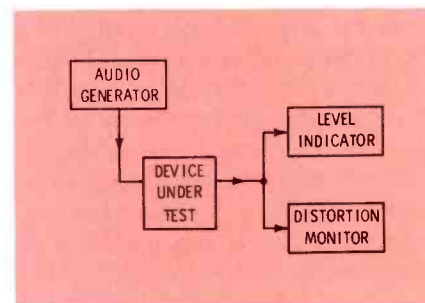 AUDIO
GENERATOR
DEVICE
UNDER
TEST
LEVEL
INDICATOR
DISTORTION
MONITOR